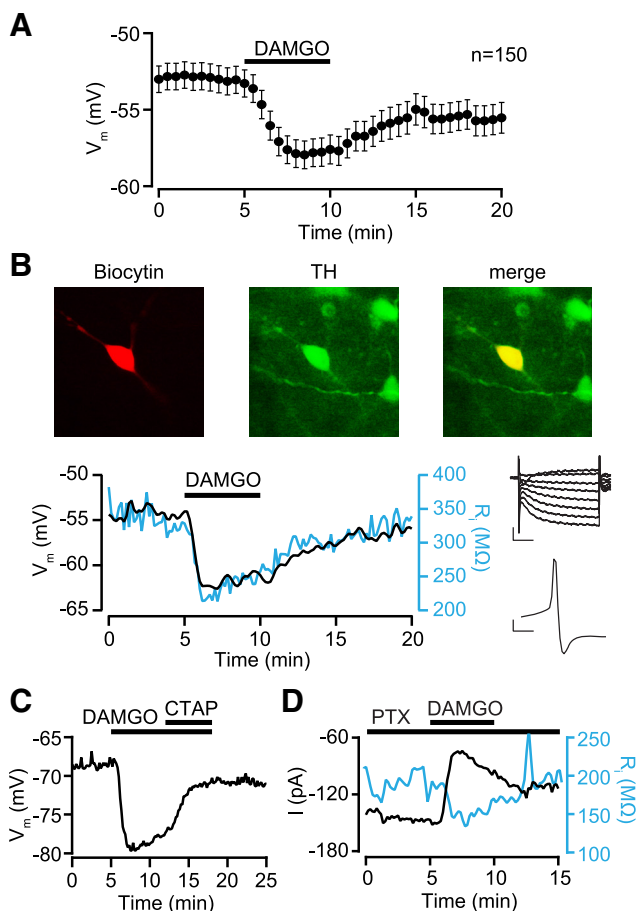 A
DAMGO
n=150
-50
-55
-60
Vm (mV)
0 5 10 15 20
Time (min)
B
Biocytin TH merge
DAMGO
-50
-55
-60
-65
Vm (mV)
400
350
300
250
200
Ri (MΩ)
0 5 10 15 20
Time (min)
C
CTAP
DAMGO
-65
-70
-75
-80
Vm (mV)
0 5 10 15 20 25
Time (min)
D
DAMGO
PTX
-60
-120
-180
I (pA)
250
200
150
100
Ri (MΩ)
0 5 10 15
Time (min)